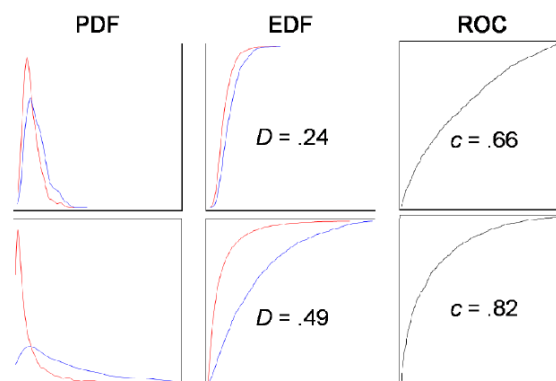 PDF EDF ROC
D = .24 c = .66
D = .49 c = .82